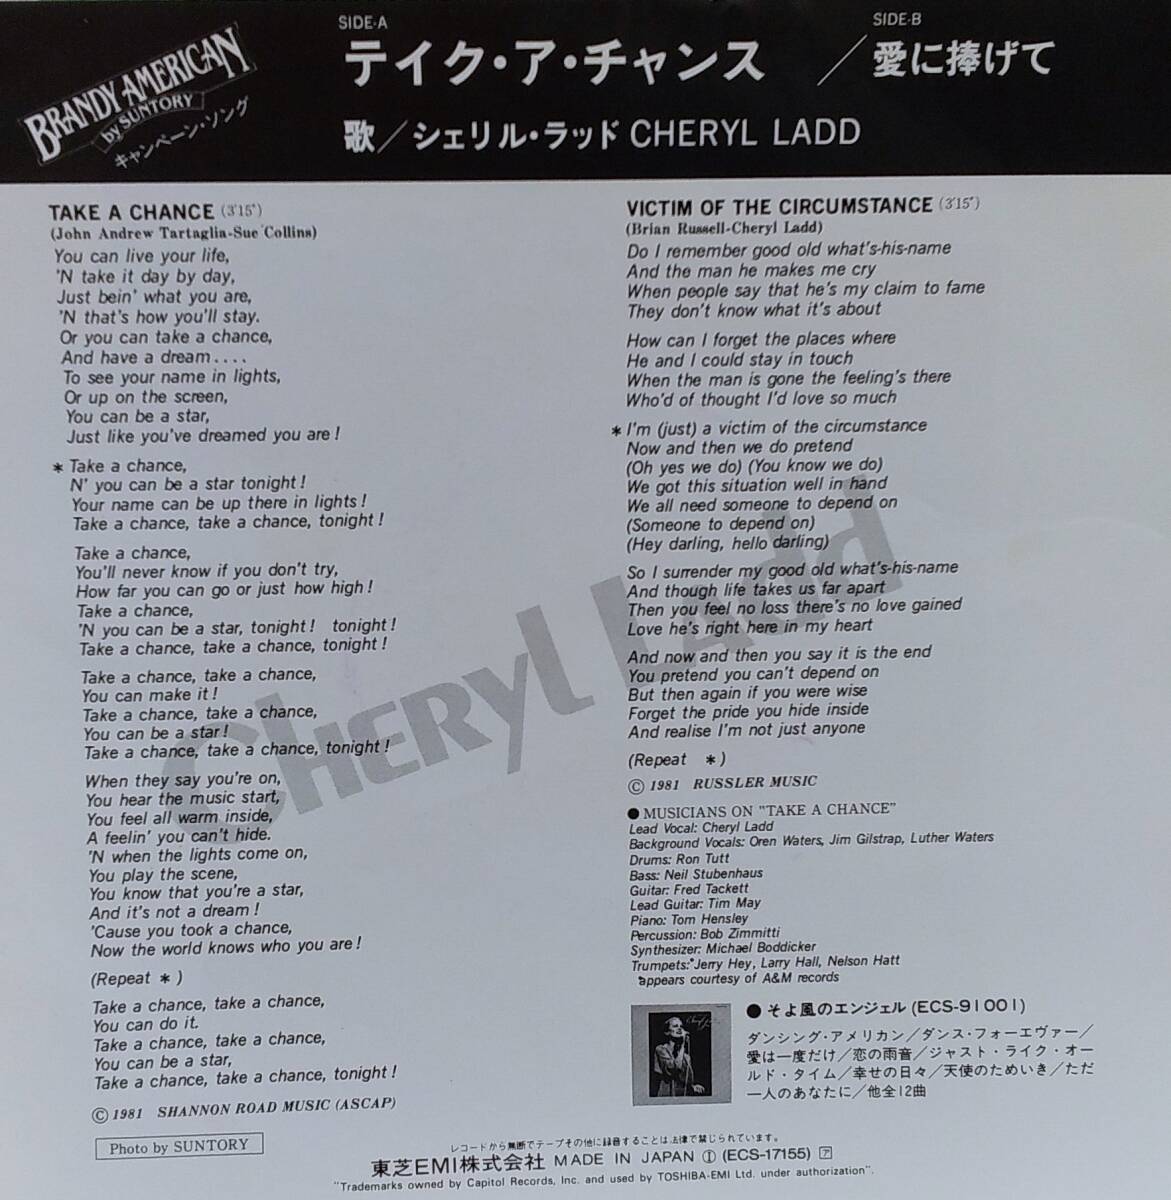 BRANDY AMERICAN
by SUNTORY
キャンペーン・ソング
SIDE-A
テイク・ア・チャンス
／
SIDE-B
愛に捧げて
歌／シェリル・ラッド CHERYL LADD
TAKE A CHANCE (3'15")
(John Andrew Tartaglia-Sue Collins)
You can live your life,
'N take it day by day,
Just bein' what you are,
'N that's how you'll stay.
Or you can take a chance,
And have a dream....
To see your name in lights,
Or up on the screen,
You can be a star,
Just like you've dreamed you are!
* Take a chance,
N' you can be a star tonight!
Your name can be up there in lights!
Take a chance, take a chance, tonight!
Take a chance,
You'll never know if you don't try,
How far you can go or just how high!
Take a chance,
'N you can be a star, tonight! tonight!
Take a chance, take a chance, tonight!
Take a chance, take a chance,
You can make it!
Take a chance, take a chance,
You can be a star!
Take a chance, take a chance, tonight!
When they say you're on,
You hear the music start,
You feel all warm inside,
A feelin' you can't hide.
'N when the lights come on,
You play the scene,
You know that you're a star,
And it's not a dream!
'Cause you took a chance,
Now the world knows who you are!
(Repeat *)
Take a chance, take a chance,
You can do it.
Take a chance, take a chance,
You can be a star,
Take a chance, take a chance, tonight!
© 1981 SHANNON ROAD MUSIC (ASCAP)
Photo by SUNTORY
VICTIM OF THE CIRCUMSTANCE (3'15")
(Brian Russell-Cheryl Ladd)
Do I remember good old what's-his-name
And the man he makes me cry
When people say that he's my claim to fame
They don't know what it's about
How can I forget the places where
He and I could stay in touch
When the man is gone the feeling's there
Who'd of thought I'd love so much
* I'm (just) a victim of the circumstance
Now and then we do pretend
(Oh yes we do) (You know we do)
We got this situation well in hand
We all need someone to depend on
(Someone to depend on)
(Hey darling, hello darling)
So I surrender my good old what's-his-name
And though life takes us far apart
Then you feel no loss there's no love gained
Love he's right here in my heart
And now and then you say it is the end
You pretend you can't depend on
But then again if you were wise
Forget the pride you hide inside
And realise I'm not just anyone
(Repeat *)
© 1981 RUSSLER MUSIC
● MUSICIANS ON "TAKE A CHANCE"
Lead Vocal: Cheryl Ladd
Background Vocals: Oren Waters, Jim Gilstrap, Luther Waters
Drums: Ron Tutt
Bass: Neil Stubenhaus
Guitar: Fred Tackett
Lead Guitar: Tim May
Piano: Tom Hensley
Percussion: Bob Zimmitti
Synthesizer: Michael Boddicker
Trumpets: *Jerry Hey, Larry Hall, Nelson Hatt
*appears courtesy of A&M records
Cheryl Ladd
● そよ風のエンジェル (ECS-91001)
ダンシング・アメリカン／ダンス・フォーエヴァー／
愛は一度だけ／恋の雨音／ジャスト・ライク・オー
ルド・タイム／幸せの日々／天使のためいき／ただ
一人のあなたに／他全12曲
レコードから無断でテープその他に録音することは法律で禁じられています。
東芝EMI株式会社 MADE IN JAPAN Ⓘ (ECS-17155) ア
"Trademarks owned by Capitol Records, Inc. and used by TOSHIBA-EMI Ltd. under authorization".